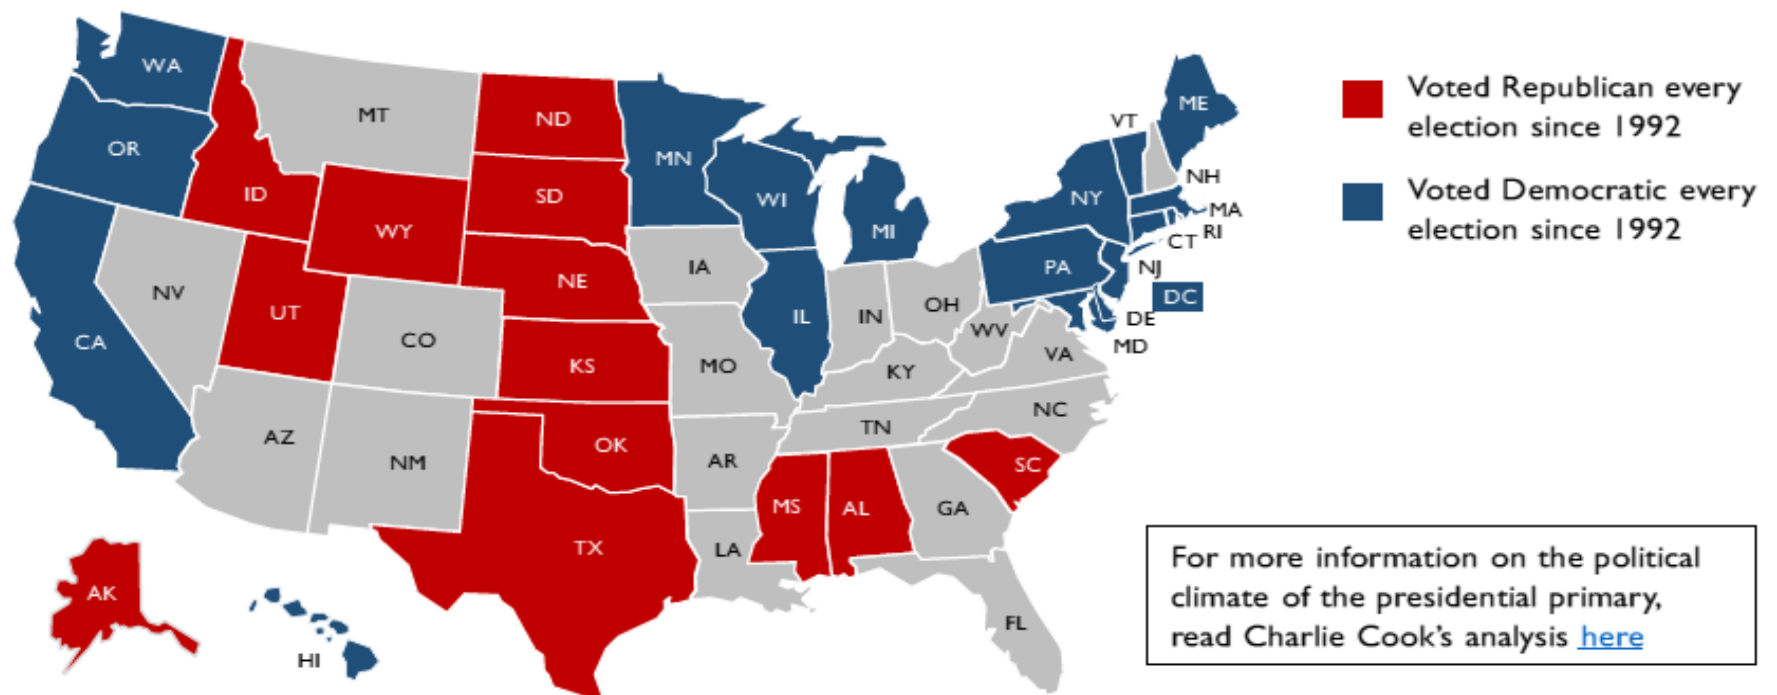 WA
MT
ND
ME
VT
OR
MN
NH
ID
SD
WI
NY
MA
WY
MI
RI
CT
IA
PA
NJ
NV
NE
DC
UT
IL
IN
OH
DE
CA
CO
WV
MD
MO
VA
KS
KY
NC
AZ
TN
OK
NM
AR
SC
MS
AL
GA
TX
LA
AK
FL
HI
Voted Republican every
election since 1992
Voted Democratic every
election since 1992
For more information on the political
climate of the presidential primary,
read Charlie Cook's analysis here